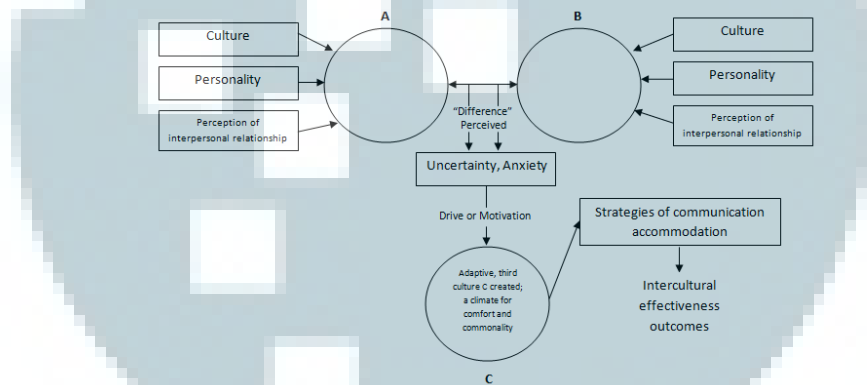 A
B
Culture
Personality
Perception of
interpersonal relationship
Culture
Personality
Perception of
interpersonal relationship
“Difference”
Perceived
Uncertainty, Anxiety
Drive or Motivation
Strategies of communication
accommodation
Adaptive, third
culture C created;
a climate for
comfort and
commonality
Intercultural
effectiveness
outcomes
C